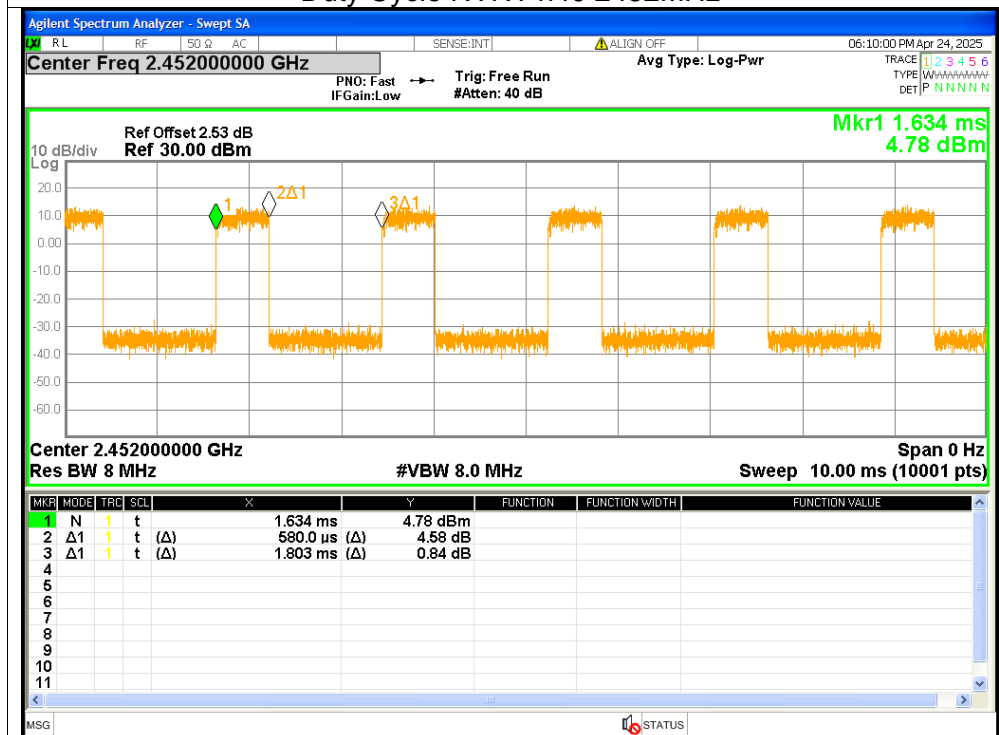 Agilent Spectrum Analyzer - Swept SA
LXI RL RF 50 Ω AC SENSE:INT ALIGN OFF 06:10:00 PM Apr 24, 2025
Center Freq 2.452000000 GHz Avg Type: Log-Pwr TRACE 1 2 3 4 5 6
PNO: Fast Trig: Free Run TYPE W
IFGain:Low #Atten: 40 dB DET P N N N N N
Mkr1 1.634 ms
Ref Offset 2.53 dB
10 dB/div Ref 30.00 dBm 4.78 dBm
Log
20.0
10.0
0.00
-10.0
-20.0
-30.0
-40.0
-50.0
-60.0
1
2Δ1
3Δ1
Center 2.452000000 GHz Span 0 Hz
Res BW 8 MHz #VBW 8.0 MHz Sweep 10.00 ms (10001 pts)
MKR MODE TRC SCL X Y FUNCTION FUNCTION WIDTH FUNCTION VALUE
1 N 1 t 1.634 ms 4.78 dBm
2 Δ1 1 t (Δ) 580.0 µs (Δ) 4.58 dB
3 Δ1 1 t (Δ) 1.803 ms (Δ) 0.84 dB
4
5
6
7
8
9
10
11
MSG STATUS